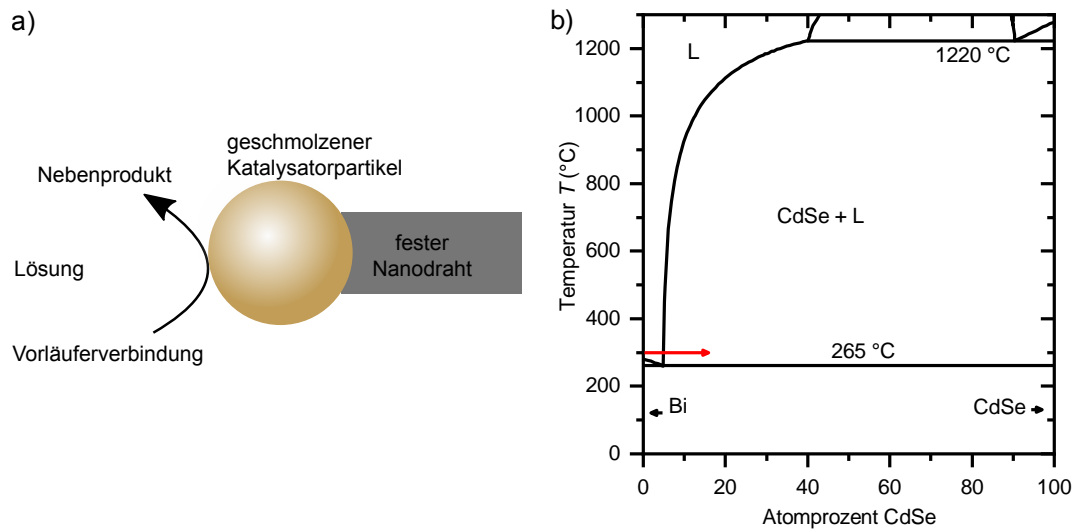 a)
geschmolzener
Katalysatorpartikel
Nebenprodukt
fester
Nanodraht
Lösung
Vorläuferverbindung
b)
Temperatur T (°C)
1200
1000
800
600
400
200
0
L
1220 °C
CdSe + L
265 °C
Bi
CdSe
0 20 40 60 80 100
Atomprozent CdSe